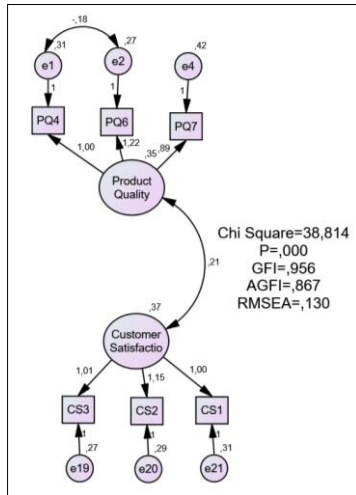 -,18
,31
,27
,42
e1
e2
e4
1
1
1
PQ4
PQ6
PQ7
1,00
1,22
,35
,89
Product
Quality
Chi Square=38,814
P=,000
GFI=,956
AGFI=,867
RMSEA=,130
,21
,37
Customer
Satisfactio
1,01
1,15
1,00
CS3
CS2
CS1
1
1
1
,27
,29
,31
e19
e20
e21